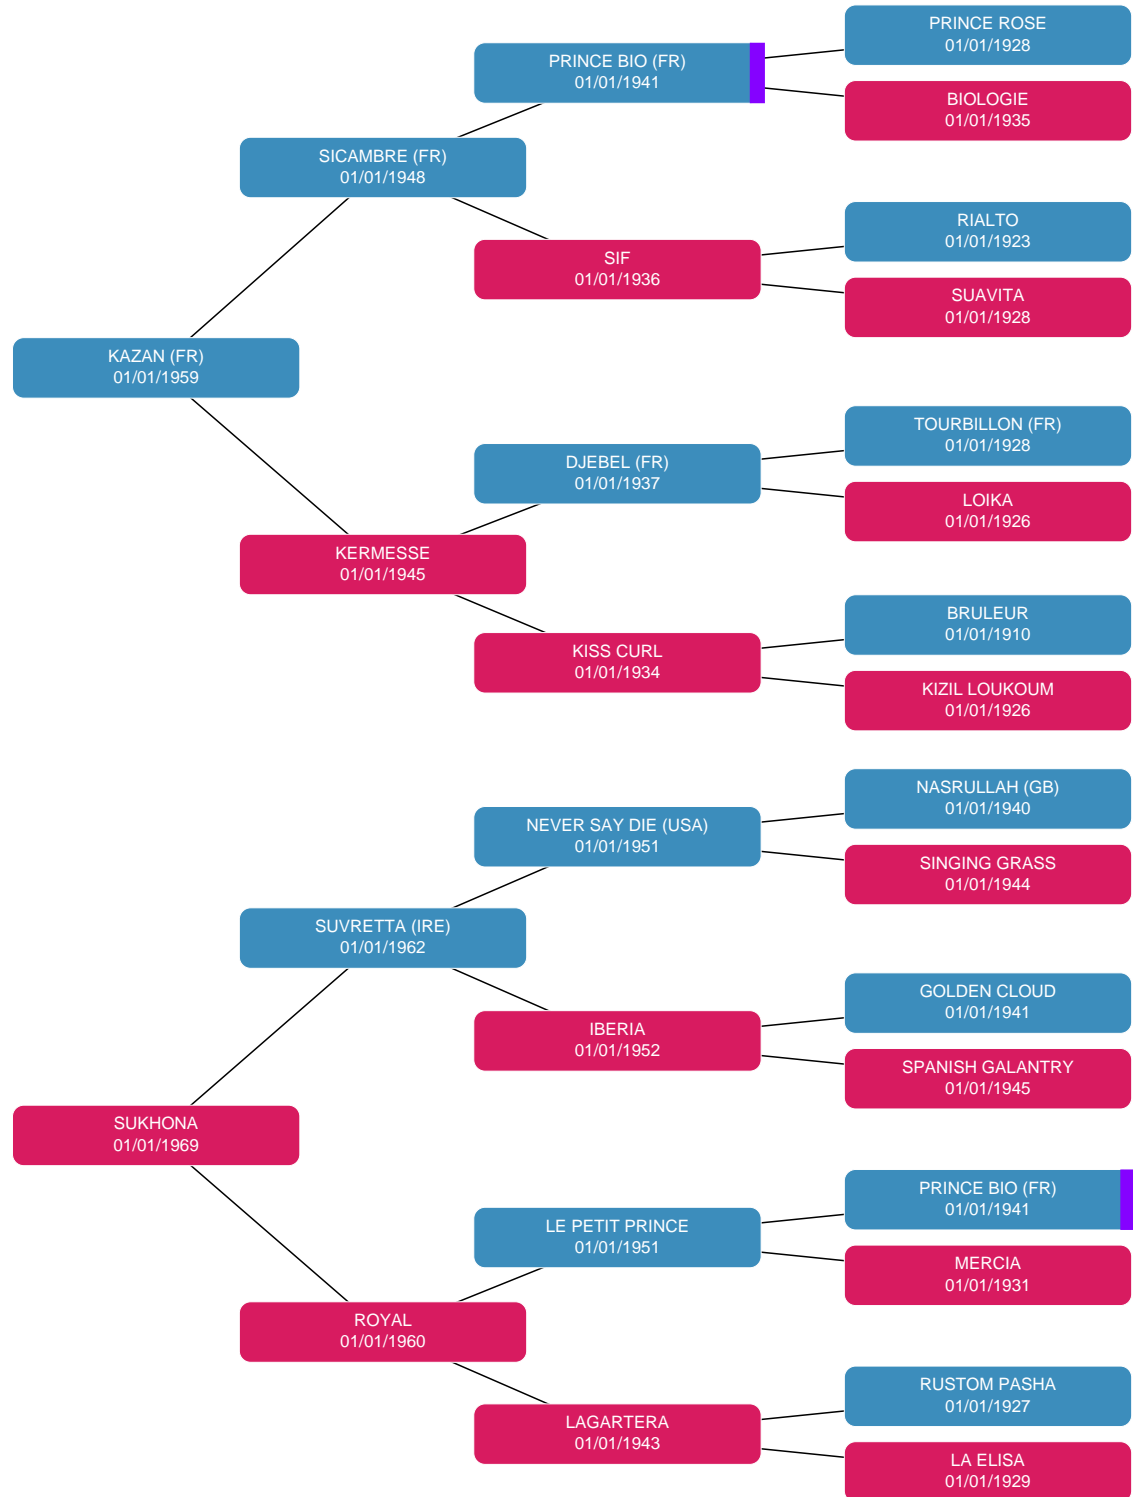 PRINCE ROSE
01/01/1928
PRINCE BIO (FR)
01/01/1941
BIOLOGIE
01/01/1935
SICAMBRE (FR)
01/01/1948
RIALTO
01/01/1923
SIF
01/01/1936
SUAVITA
01/01/1928
KAZAN (FR)
01/01/1959
TOURBILLON (FR)
01/01/1928
DJEBEL (FR)
01/01/1937
LOIKA
01/01/1926
KERMESSE
01/01/1945
BRULEUR
01/01/1910
KISS CURL
01/01/1934
KIZIL LOUKOUM
01/01/1926
NASRULLAH (GB)
01/01/1940
NEVER SAY DIE (USA)
01/01/1951
SINGING GRASS
01/01/1944
SUVRETTA (IRE)
01/01/1962
GOLDEN CLOUD
01/01/1941
IBERIA
01/01/1952
SPANISH GALANTRY
01/01/1945
SUKHONA
01/01/1969
PRINCE BIO (FR)
01/01/1941
LE PETIT PRINCE
01/01/1951
MERCIA
01/01/1931
ROYAL
01/01/1960
RUSTOM PASHA
01/01/1927
LAGARTERA
01/01/1943
LA ELISA
01/01/1929